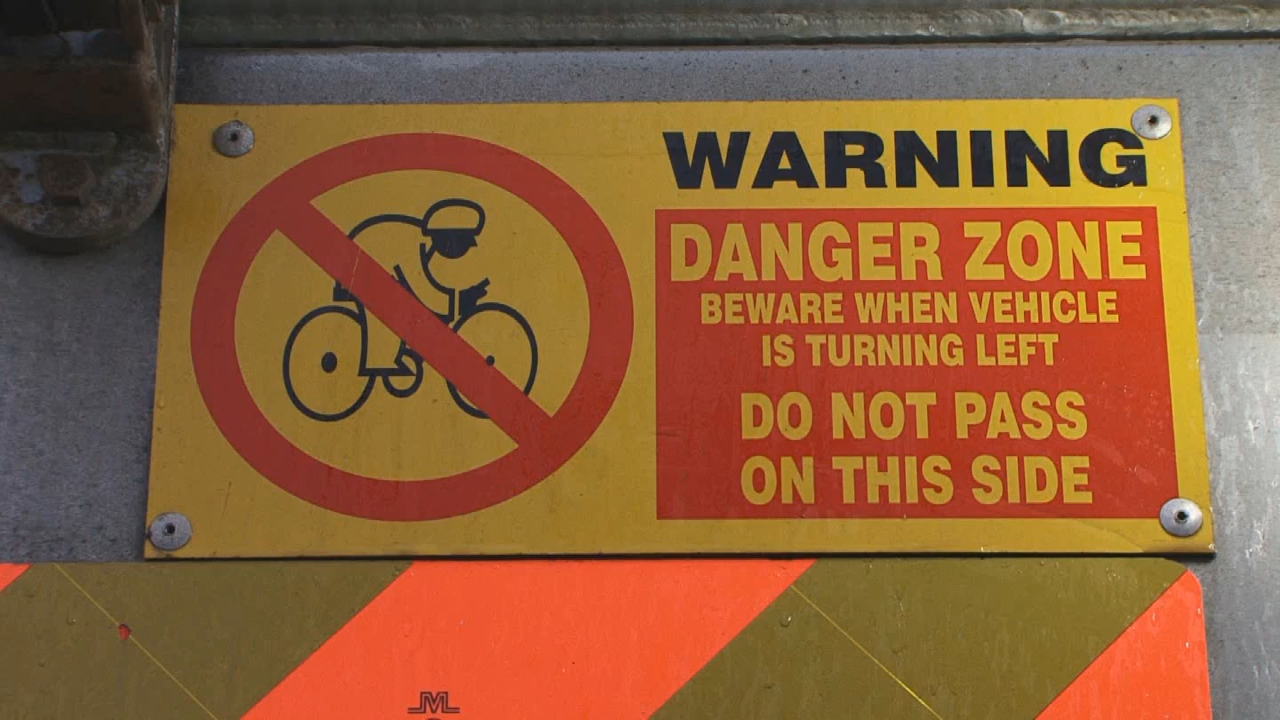 WARNING
DANGER ZONE
BEWARE WHEN VEHICLE
IS TURNING LEFT
DO NOT PASS
ON THIS SIDE